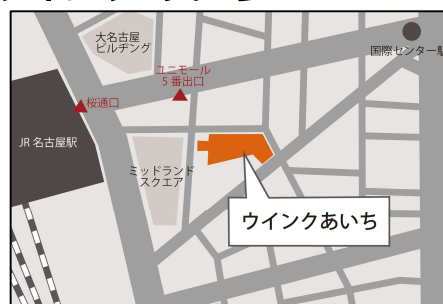 大名古屋
ビルヂング
国際センター駅
ユニモール
5番出口
桜通口
JR名古屋駅
ミッドランド
スクエア
ウインクあいち